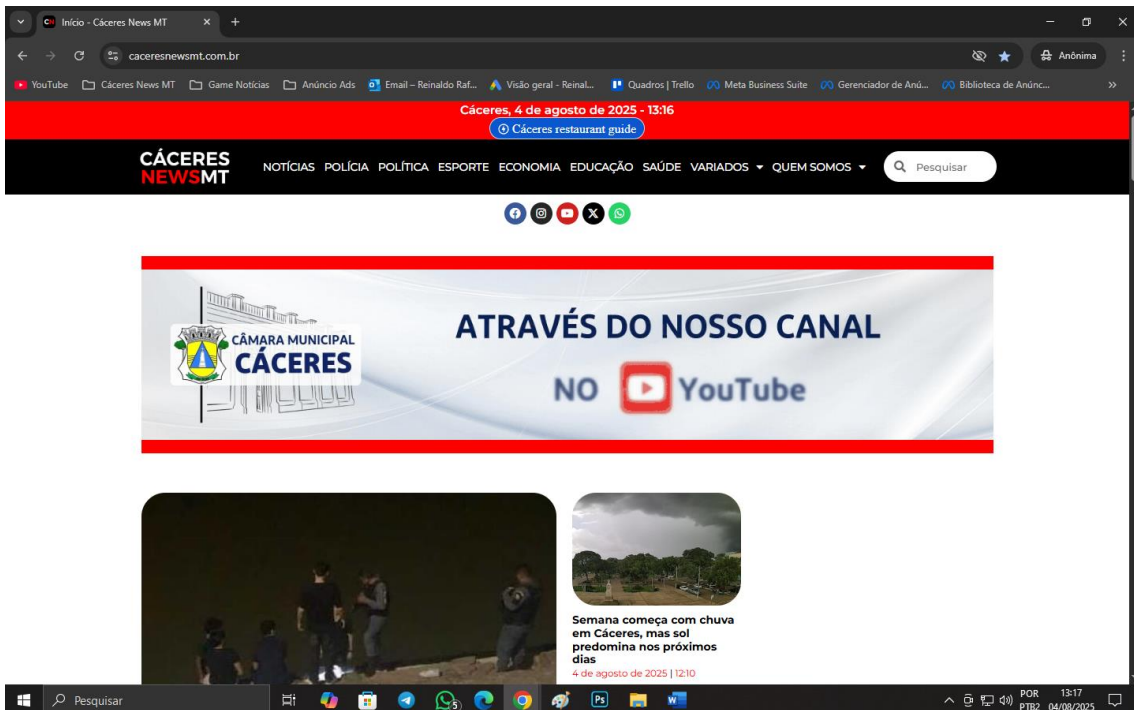 Início - Cáceres News MT
caceresnewsmt.com.br
Anônima
YouTube Cáceres News MT Game Notícias Anúncio Ads Email – Reinaldo Raf... Visão geral - Reinal... Quadros | Trello Meta Business Suite Gerenciador de Anú... Biblioteca de Anúnc...
Cáceres, 4 de agosto de 2025 - 13:16
Cáceres restaurant guide
CÁCERES
NEWSMT
NOTÍCIAS POLÍCIA POLÍTICA ESPORTE ECONOMIA EDUCAÇÃO SAÚDE VARIADOS QUEM SOMOS Pesquisar
CÂMARA MUNICIPAL
CÁCERES
ATRAVÉS DO NOSSO CANAL
NO YouTube
Semana começa com chuva
em Cáceres, mas sol
predomina nos próximos
dias
4 de agosto de 2025 | 12:10
Pesquisar
5
Ps
POR 13:17
PTB2 04/08/2025